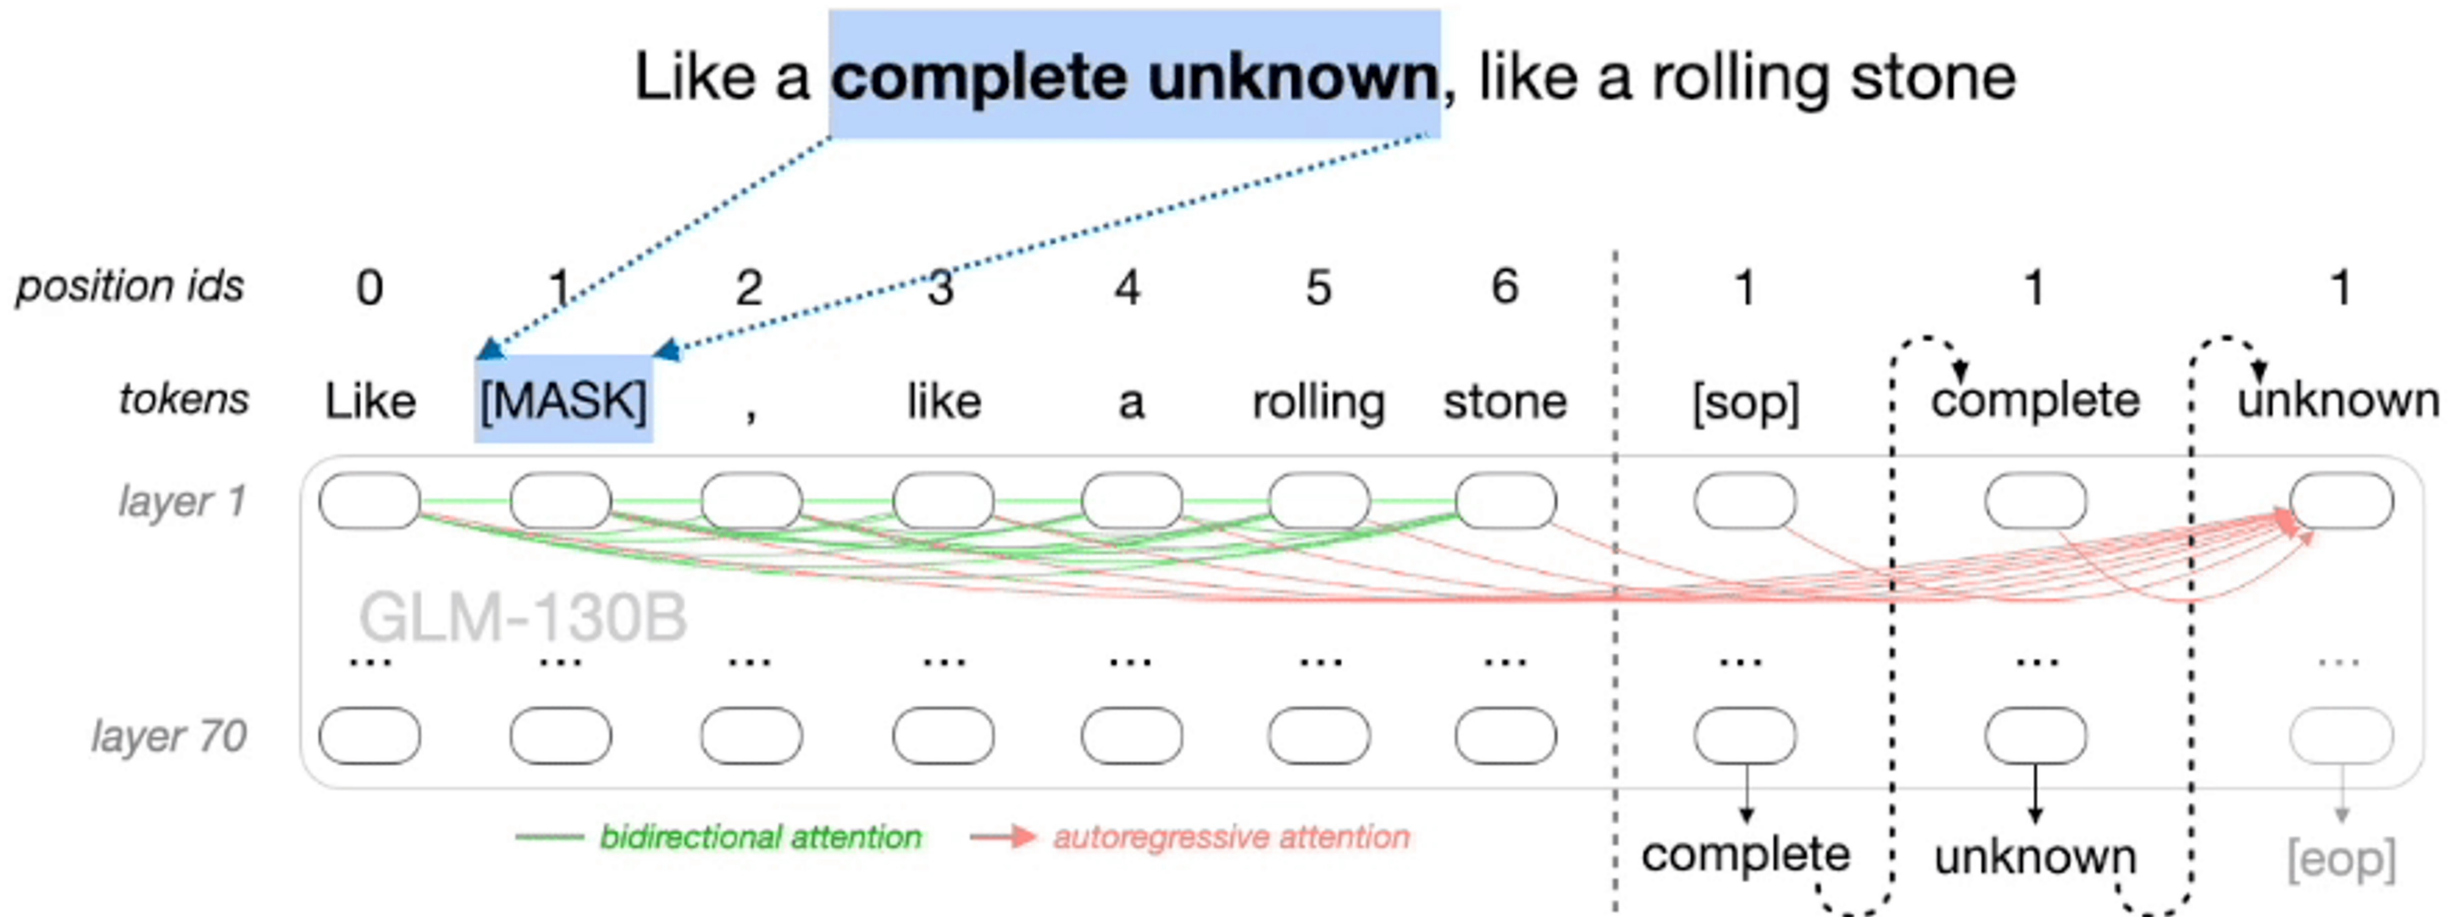 Like a complete unknown, like a rolling stone
position ids 0 1 2 3 4 5 6 1 1 1
tokens Like [MASK] , like a rolling stone [sop] complete unknown
layer 1
GLM-130B
... ... ... ... ... ... ... ... ... ...
layer 70
bidirectional attention autoregressive attention
complete unknown [eop]